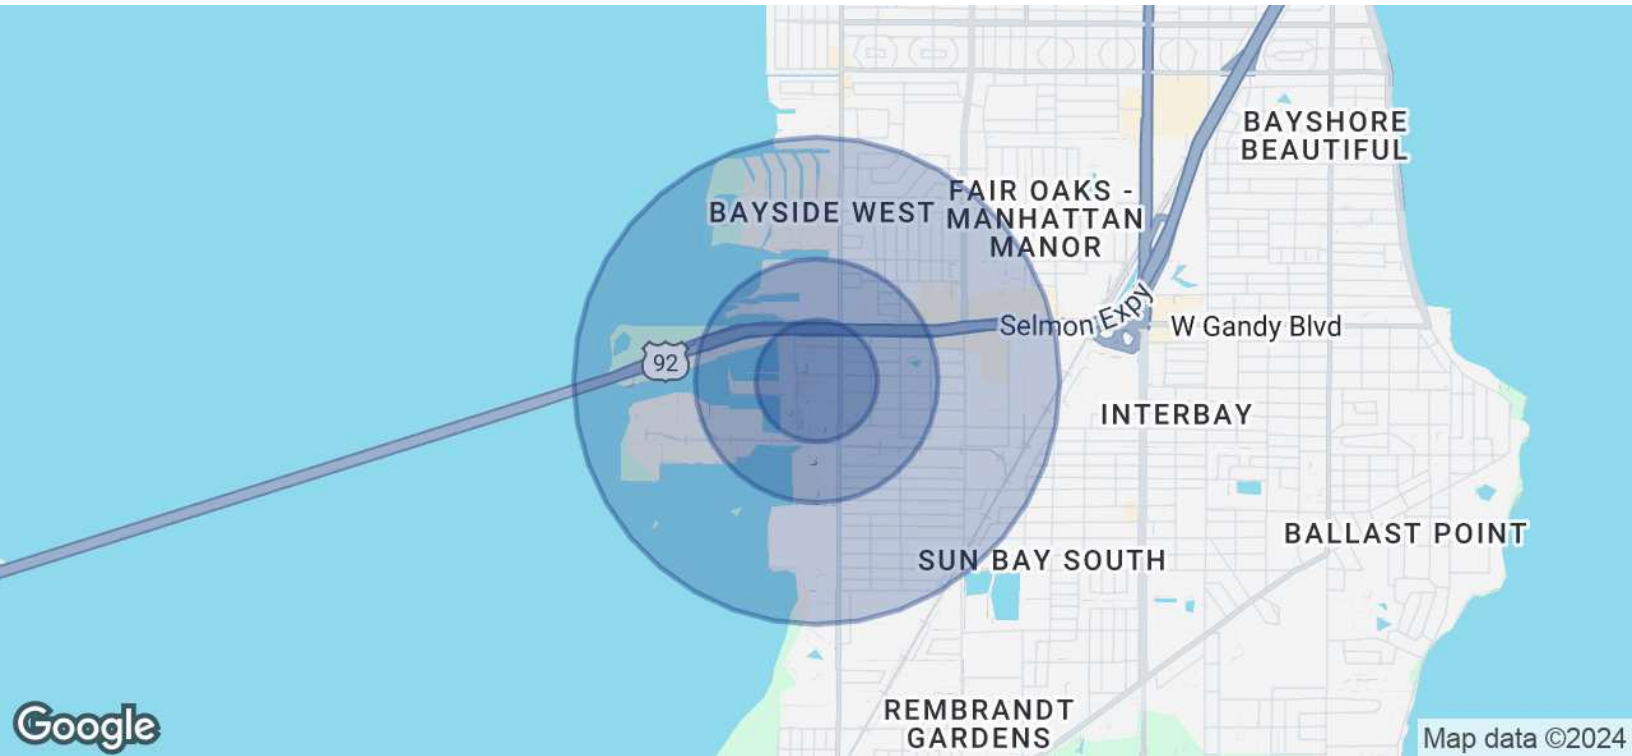 BAYSHORE
BEAUTIFUL
FAIR OAKS -
MANHATTAN
MANOR
BAYSIDE WEST
Selmon Expy
W Gandy Blvd
92
INTERBAY
BALLAST POINT
SUN BAY SOUTH
REMBRANDT
GARDENS
Google
Map data ©2024